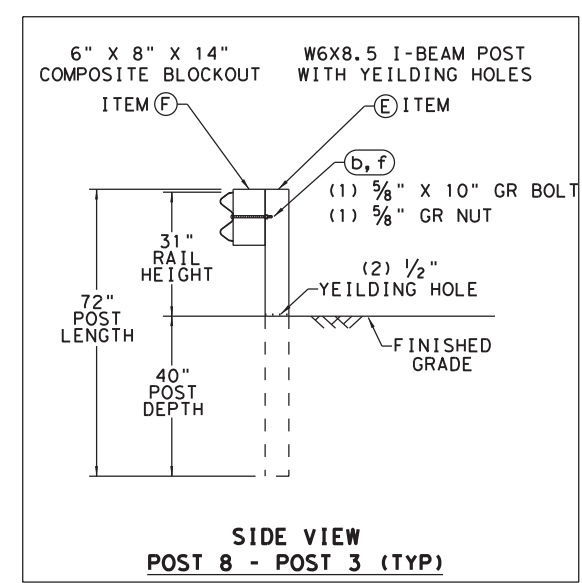 6" X 8" X 14"
COMPOSITE BLOCKOUT
ITEM F
W6X8.5 I-BEAM POST
WITH YEILDING HOLES
E ITEM
b, f
(1) 5/8" X 10" GR BOLT
(1) 5/8" GR NUT
31"
RAIL
HEIGHT
(2) 1/2"
YEILDING HOLE
72"
POST
LENGTH
FINISHED
GRADE
40"
POST
DEPTH
SIDE VIEW
POST 8 - POST 3 (TYP)